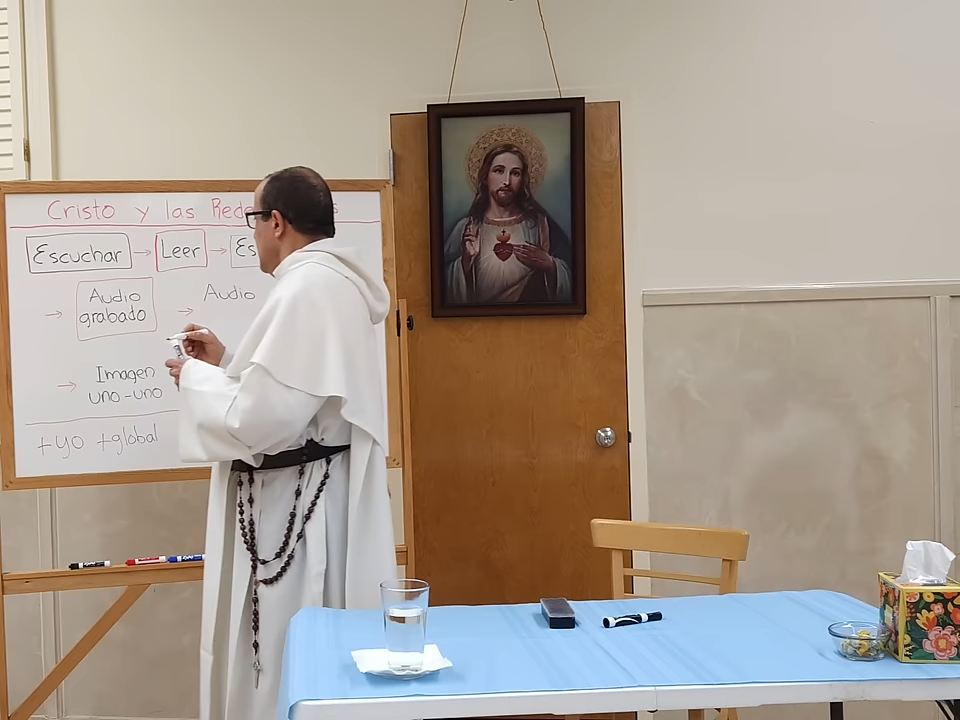 Cristo y las Rede
Escuchar → Leer → Es
→ Audio grabado → Audio
→ Imagen uno-uno
+yo +global